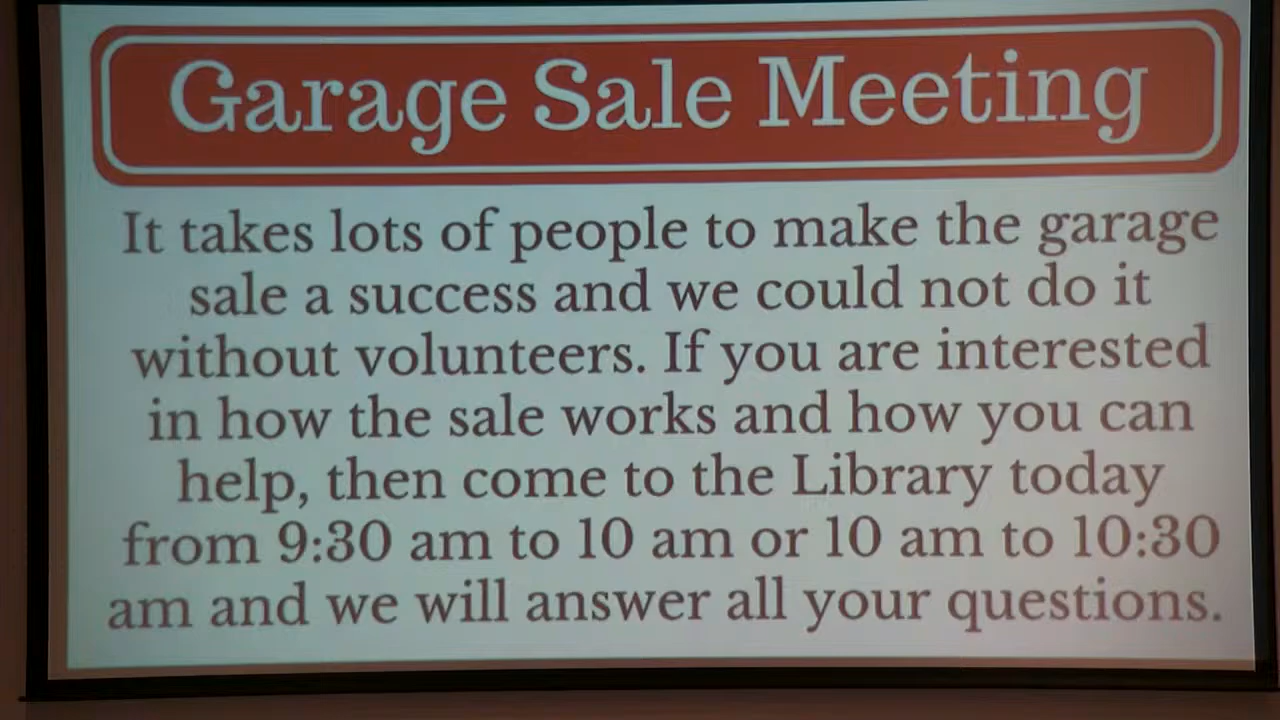 Garage Sale Meeting
It takes lots of people to make the garage
sale a success and we could not do it
without volunteers. If you are interested
in how the sale works and how you can
help, then come to the Library today
from 9:30 am to 10 am or 10 am to 10:30
am and we will answer all your questions.